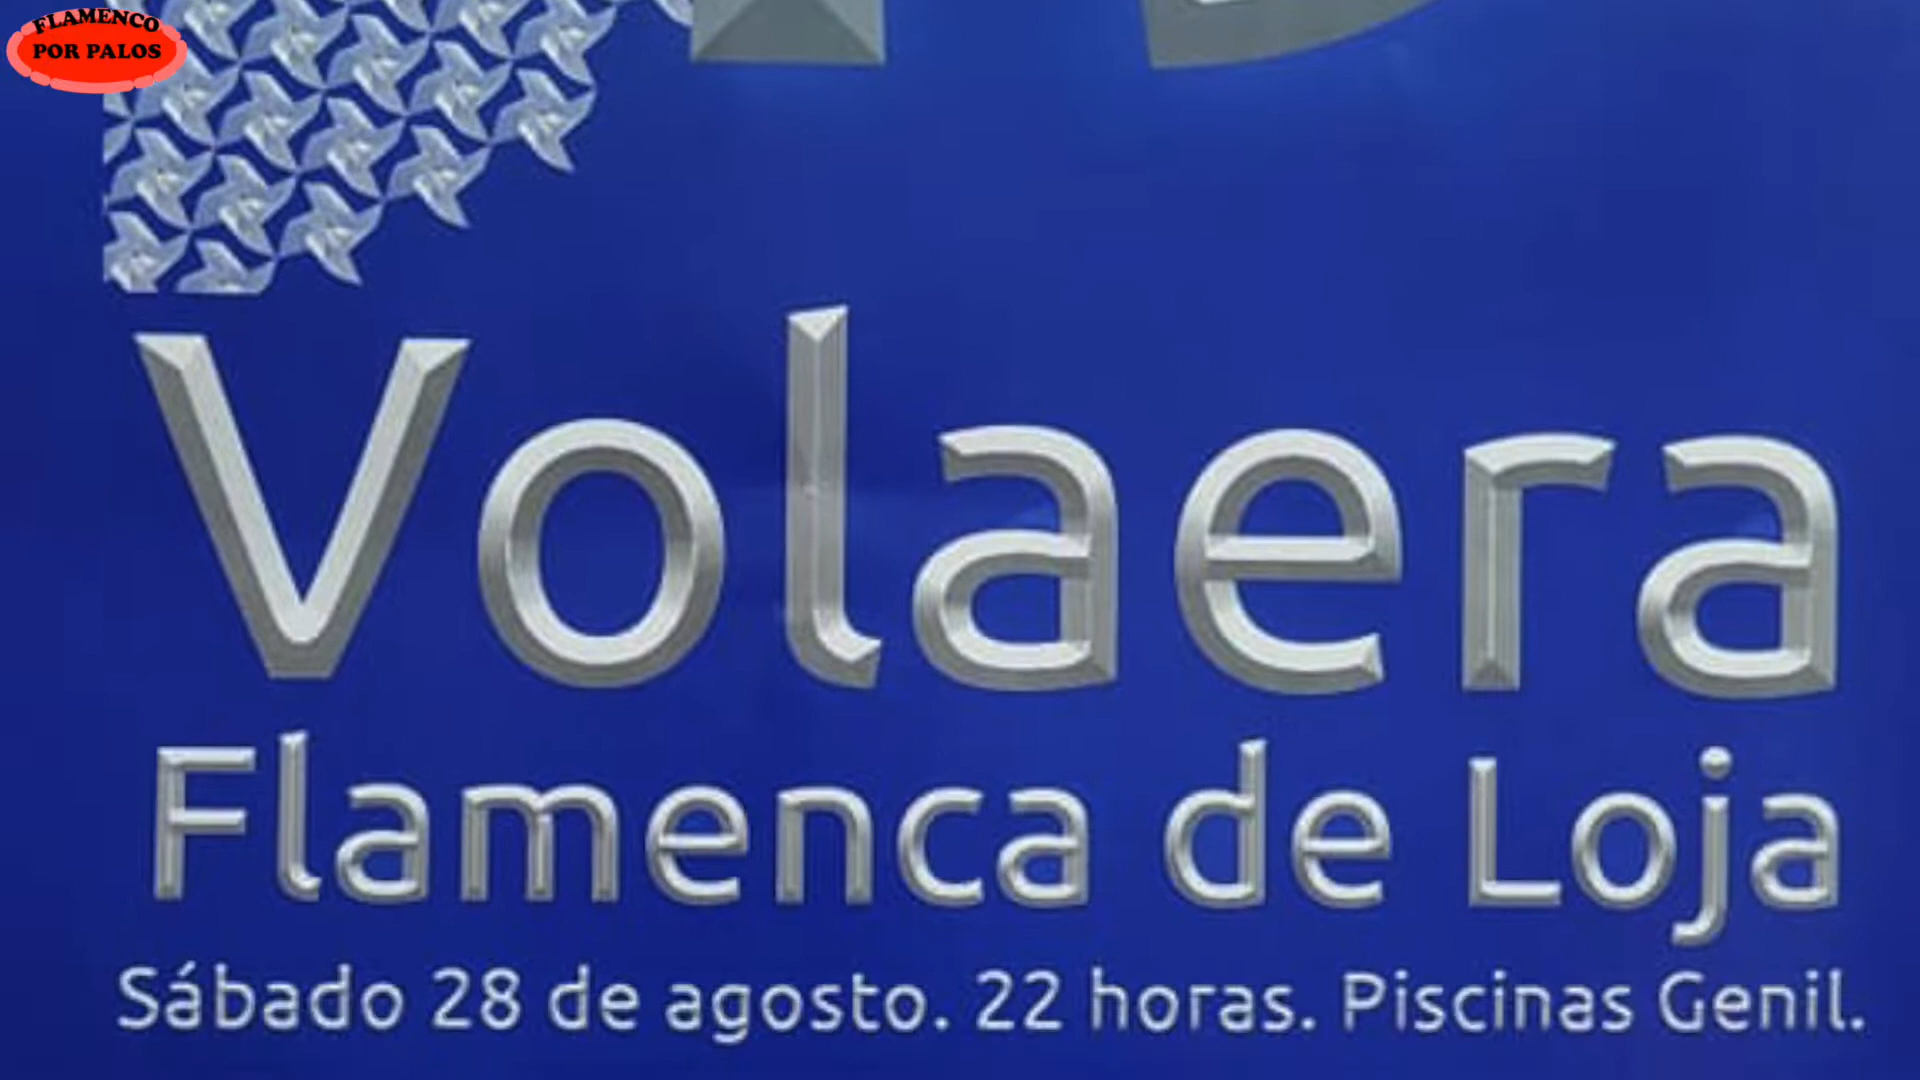 FLAMENCO
POR PALOS
Volaera
Flamenca de Loja
Sábado 28 de agosto. 22 horas. Piscinas Genil.